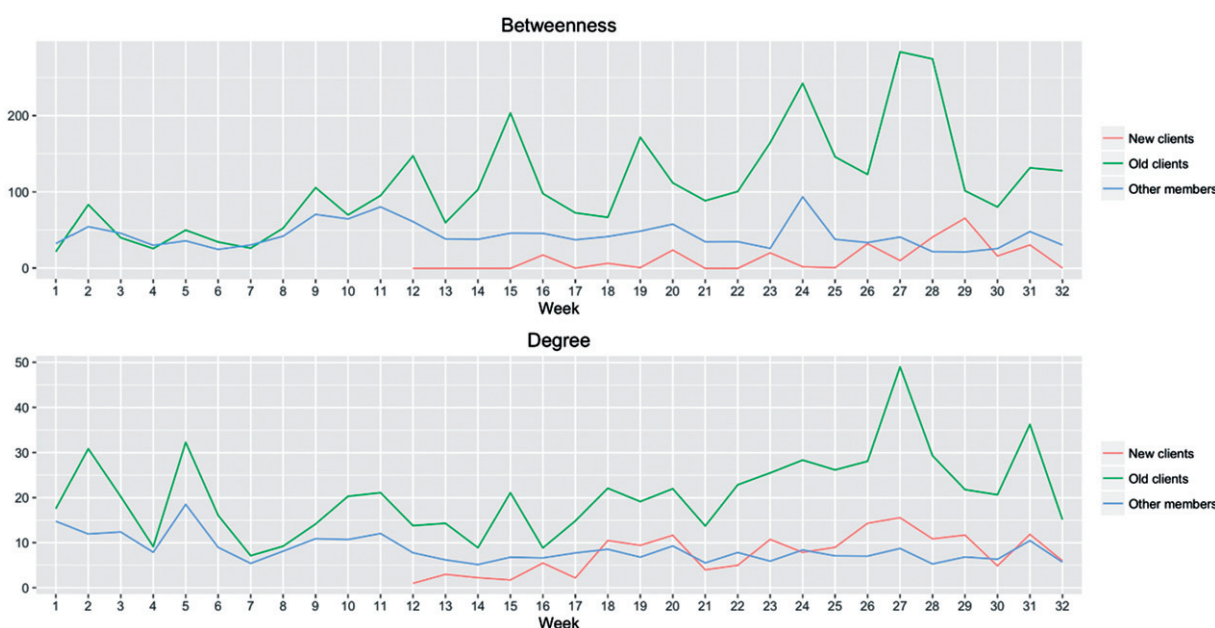 Betweenness
200
100
0
1 2 3 4 5 6 7 8 9 10 11 12 13 14 15 16 17 18 19 20 21 22 23 24 25 26 27 28 29 30 31 32
Week
New clients
Old clients
Other members
Degree
50
40
30
20
10
0
1 2 3 4 5 6 7 8 9 10 11 12 13 14 15 16 17 18 19 20 21 22 23 24 25 26 27 28 29 30 31 32
Week
New clients
Old clients
Other members